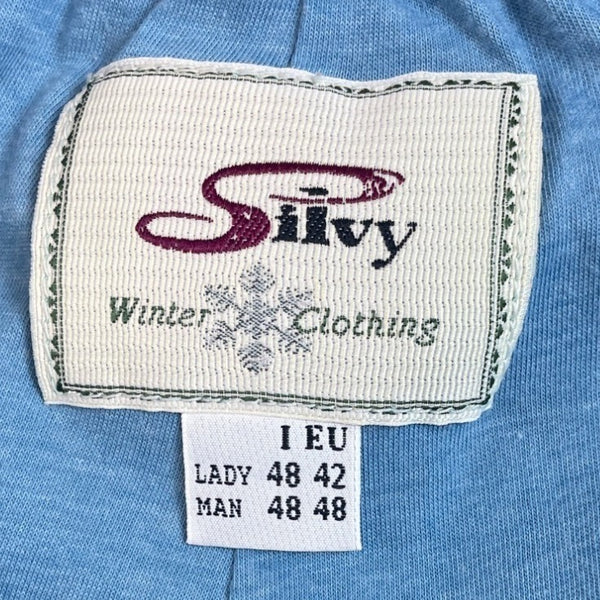 Silvy
Winter Clothing
I EU
LADY 48 42
MAN 48 48